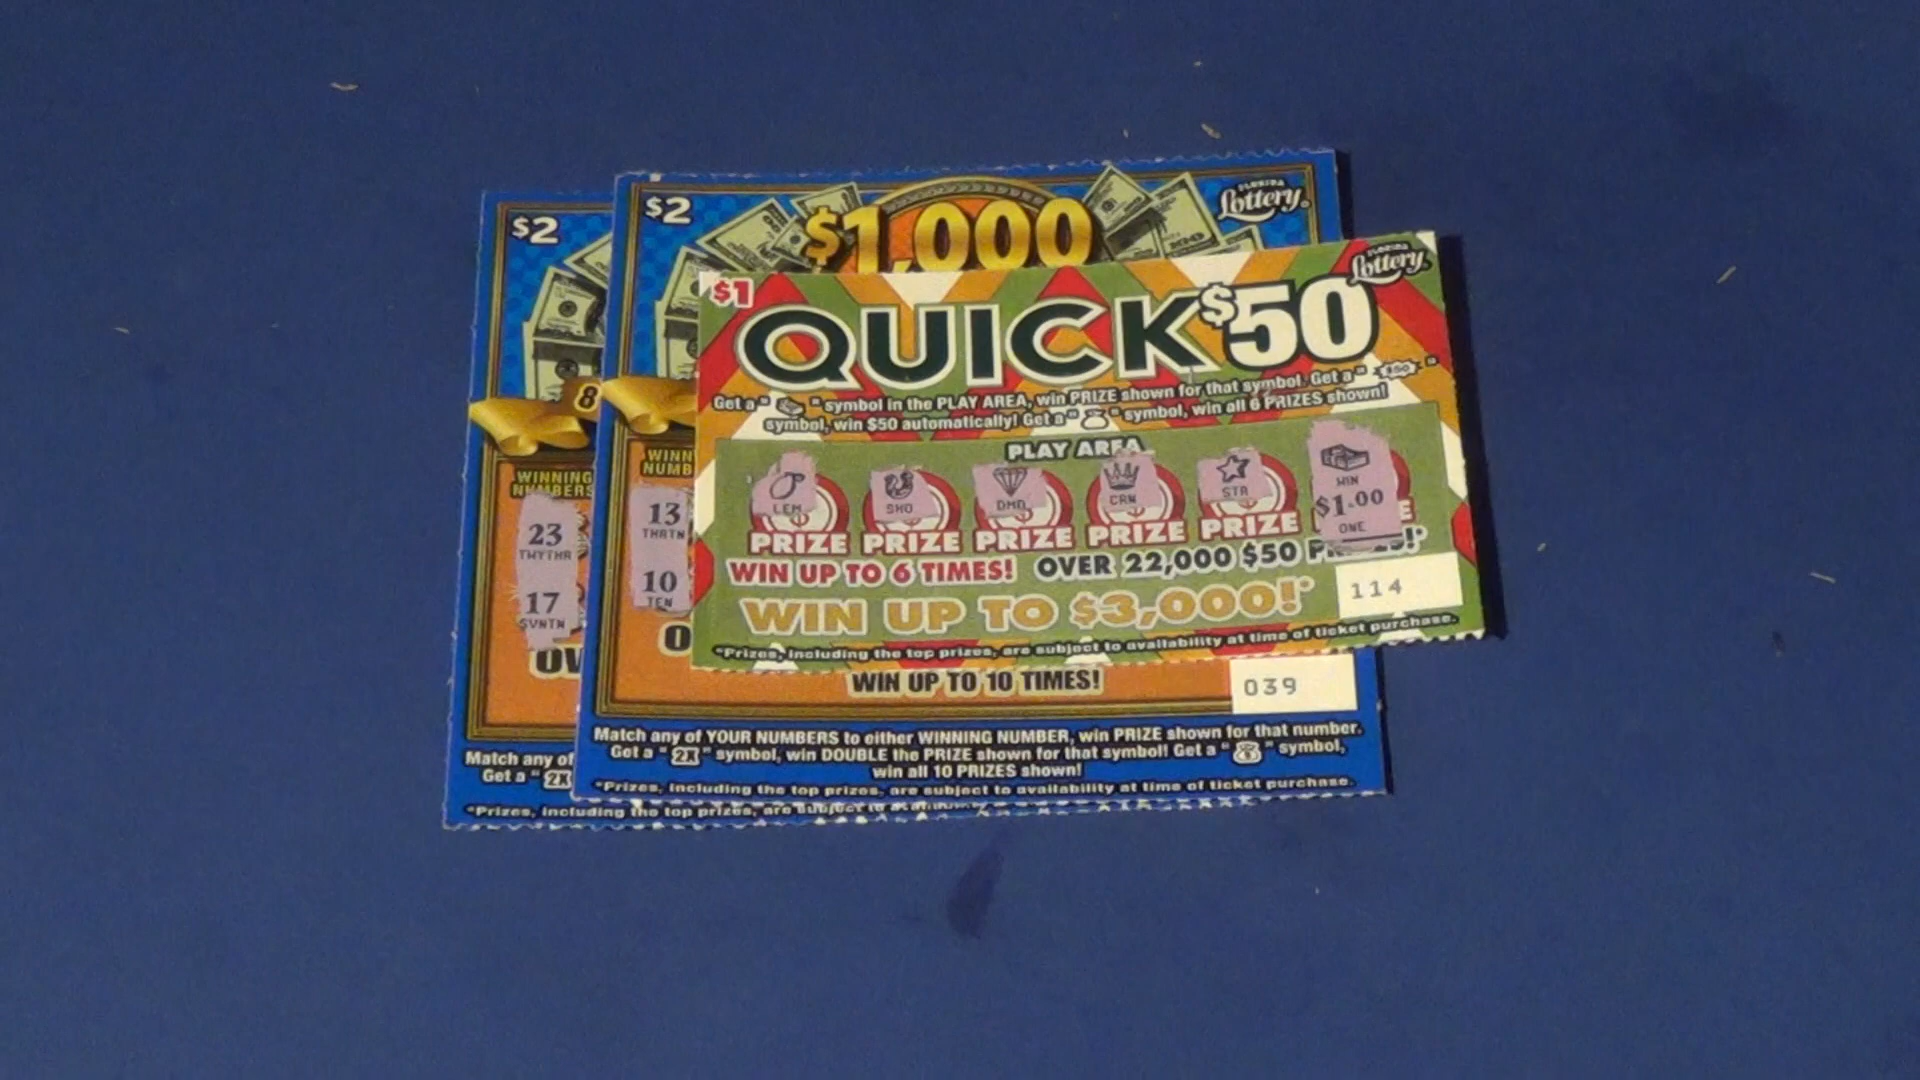 $2
8
WINNING
NUMBERS
23
TWYTHR
17
SVNTN
OV
Match any of
Get a " 2X
*Prizes, including the top prizes, are subject to
$2
$1,000
FLORIDA
Lottery
WINN
NUMB
13
THRTN
10
TEN
O
WIN UP TO 10 TIMES!
039
Match any of YOUR NUMBERS to either WINNING NUMBER, win PRIZE shown for that number.
Get a " 2X " symbol, win DOUBLE the PRIZE shown for that symbol! Get a " " symbol,
win all 10 PRIZES shown!
*Prizes, including the top prizes, are subject to availability at time of ticket purchase.
$1
QUICK $50
FLORIDA
Lottery
Get a " " symbol in the PLAY AREA, win PRIZE shown for that symbol. Get a " $50 "
symbol, win $50 automatically! Get a " " symbol, win all 6 PRIZES shown!
PLAY AREA
LEM SHO DMD CRN STR WIN
$1.00
ONE
PRIZE PRIZE PRIZE PRIZE PRIZE E
WIN UP TO 6 TIMES! OVER 22,000 $50 P
WIN UP TO $3,000!*
114
*Prizes, including the top prizes, are subject to availability at time of ticket purchase.